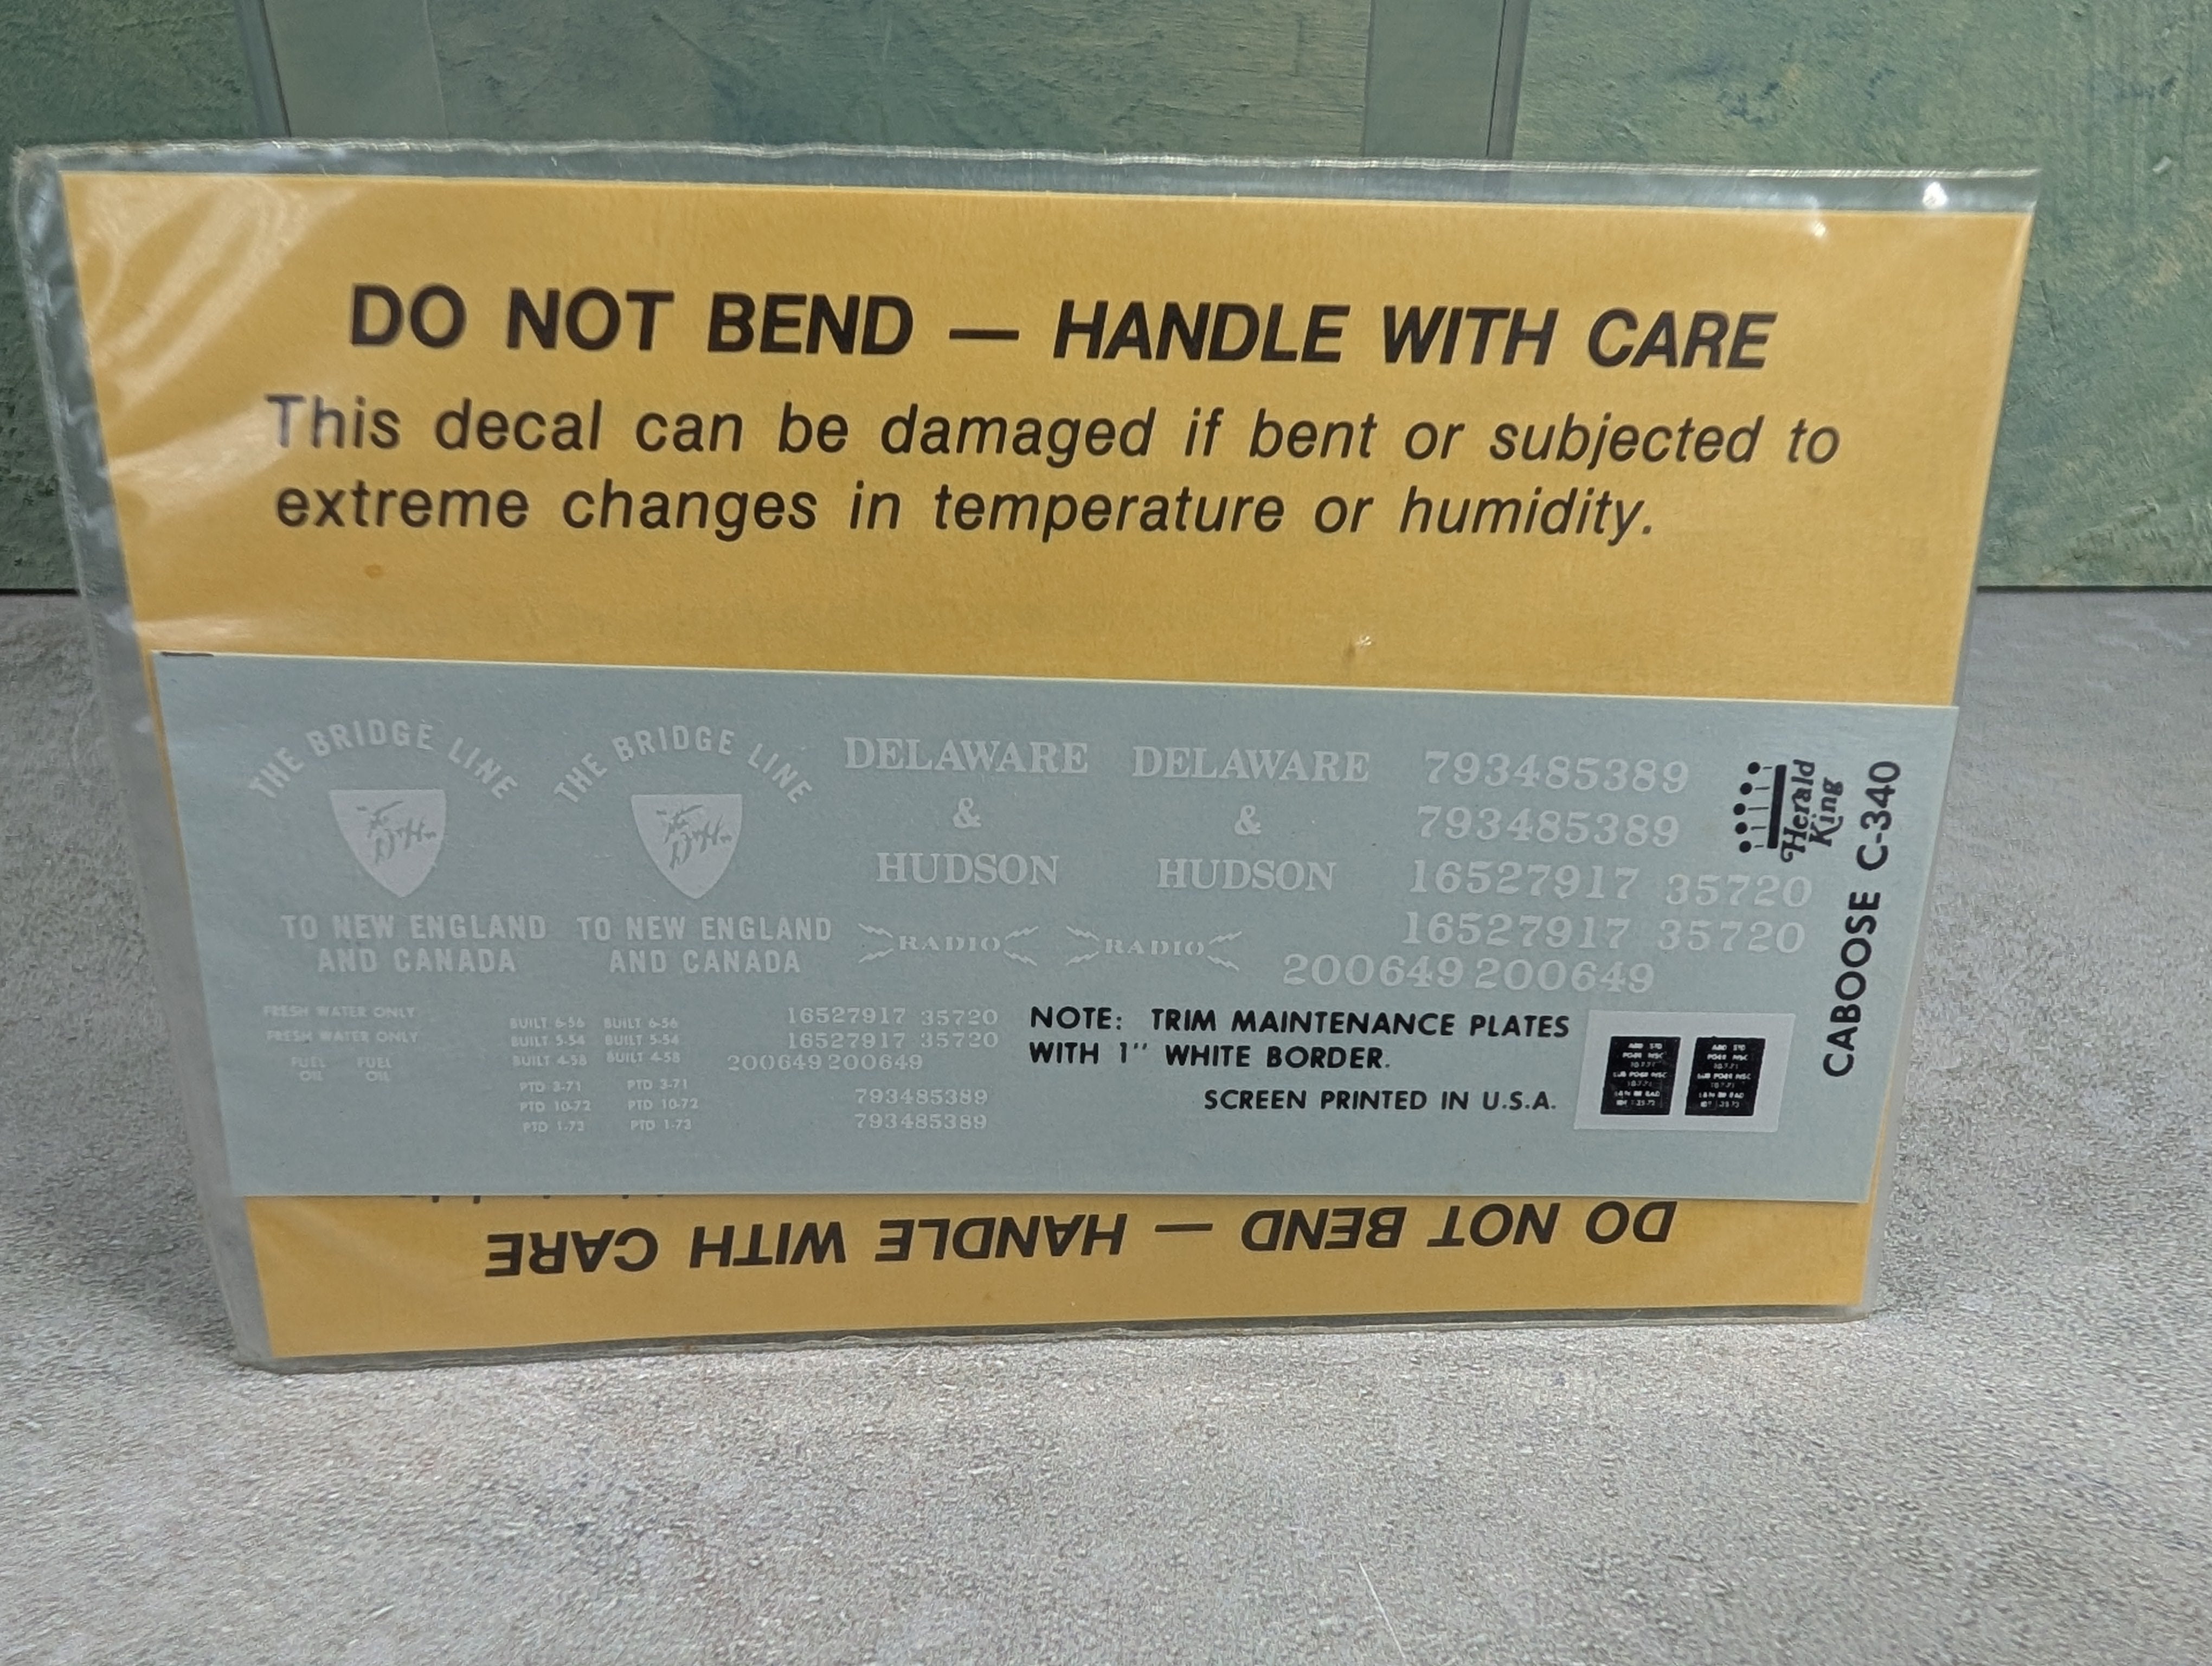 DO NOT BEND — HANDLE WITH CARE
This decal can be damaged if bent or subjected to
extreme changes in temperature or humidity.
THE BRIDGE LINE
D&H
TO NEW ENGLAND
AND CANADA
THE BRIDGE LINE
D&H
TO NEW ENGLAND
AND CANADA
DELAWARE
&
HUDSON
DELAWARE
&
HUDSON
RADIO
RADIO
793485389
793485389
16527917 35720
16527917 35720
200649 200649
Herald
King
CABOOSE C-340
FRESH WATER ONLY
FRESH WATER ONLY
FUEL
OIL
FUEL
OIL
BUILT 6-56 BUILT 6-56
BUILT 5-54 BUILT 5-54
BUILT 4-58 BUILT 4-58
PTD 3-71 PTD 3-71
PTD 10-72 PTD 10-72
PTD 1-73 PTD 1-73
16527917 35720
16527917 35720
200649 200649
793485389
793485389
NOTE: TRIM MAINTENANCE PLATES
WITH 1" WHITE BORDER.
SCREEN PRINTED IN U.S.A.
DO NOT BEND — HANDLE WITH CARE